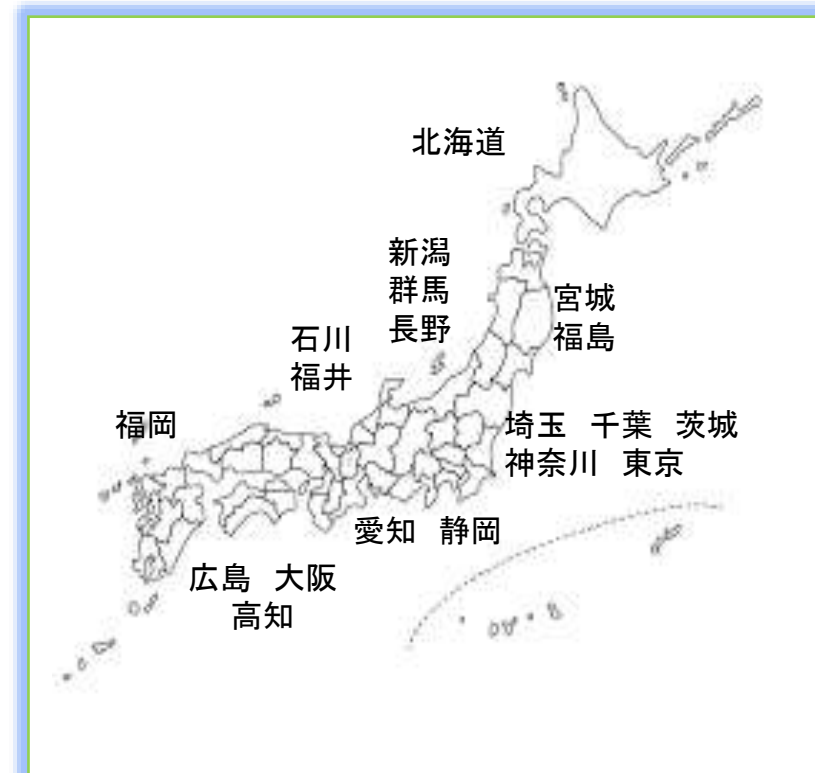 北海道
新潟
群馬
長野
宮城
福島
石川
福井
福岡
埼玉　千葉　茨城
神奈川　東京
愛知　静岡
広島　大阪
高知